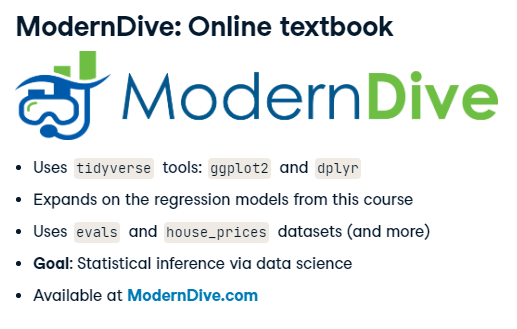 ModernDive: Online textbook
ModernDive
• Uses tidyverse tools: ggplot2 and dplyr
• Expands on the regression models from this course
• Uses evals and house_prices datasets (and more)
• Goal: Statistical inference via data science
• Available at ModernDive.com